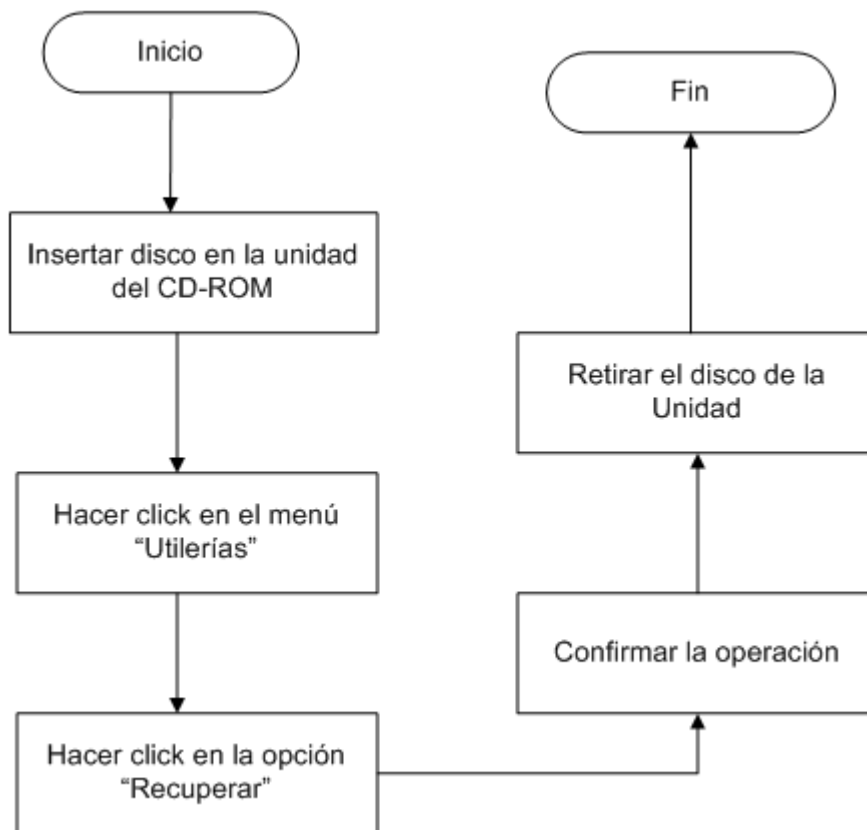 Inicio
Insertar disco en la unidad
del CD-ROM
Hacer click en el menú
“Utilerías”
Hacer click en la opción
“Recuperar”
Confirmar la operación
Retirar el disco de la
Unidad
Fin